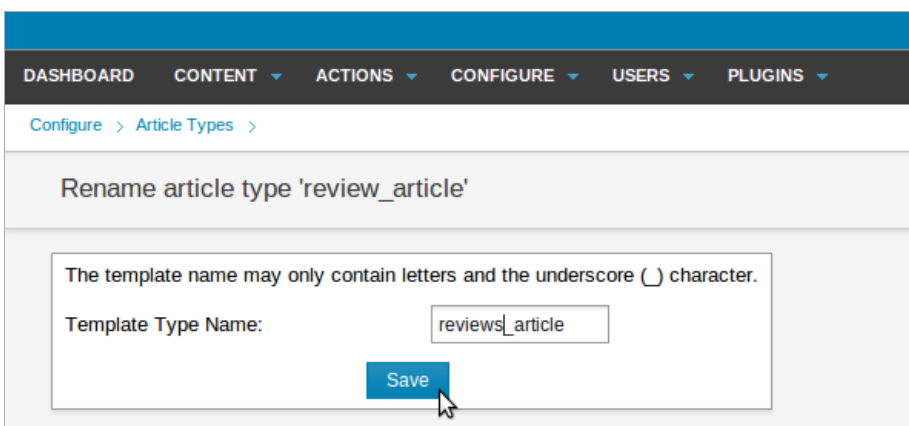 DASHBOARD CONTENT ACTIONS CONFIGURE USERS PLUGINS
Configure > Article Types >
Rename article type 'review_article'
The template name may only contain letters and the underscore (_) character.
Template Type Name: reviews_article
Save